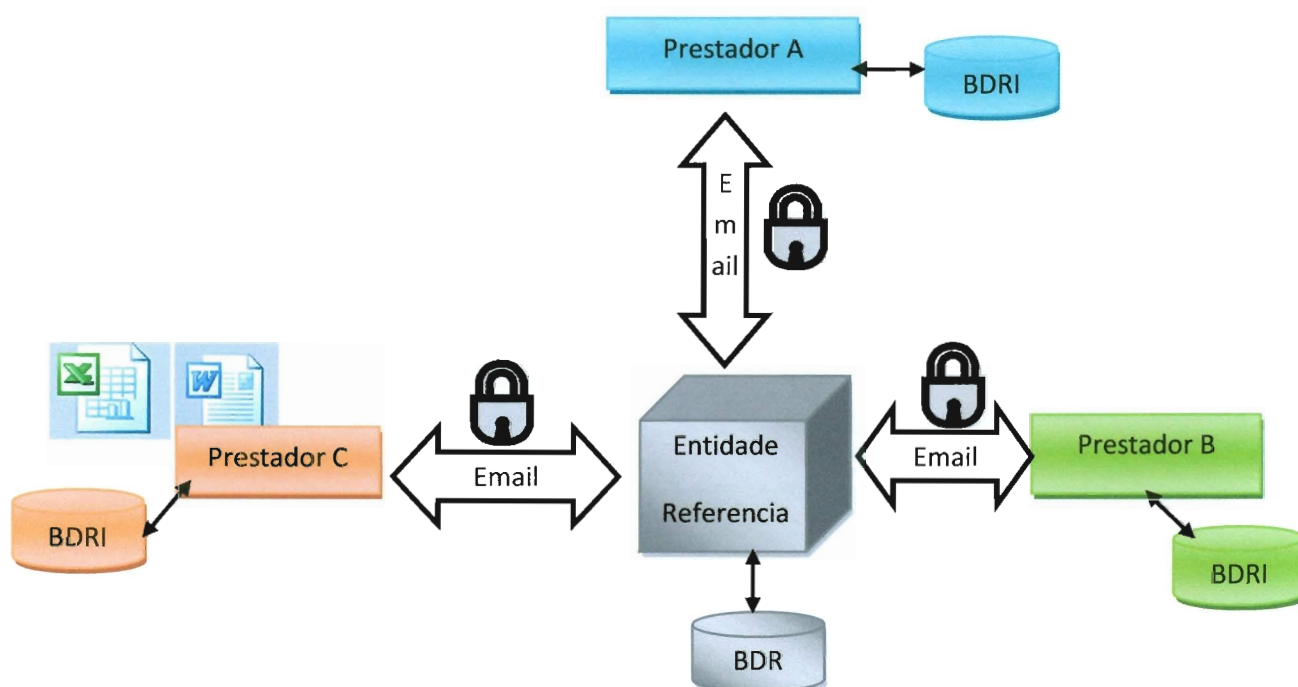 Prestador A
BDRI
E
m
ail
X
W
Prestador C
Email
Entidade
Referencia
Email
Prestador B
BDRI
BDRI
BDR